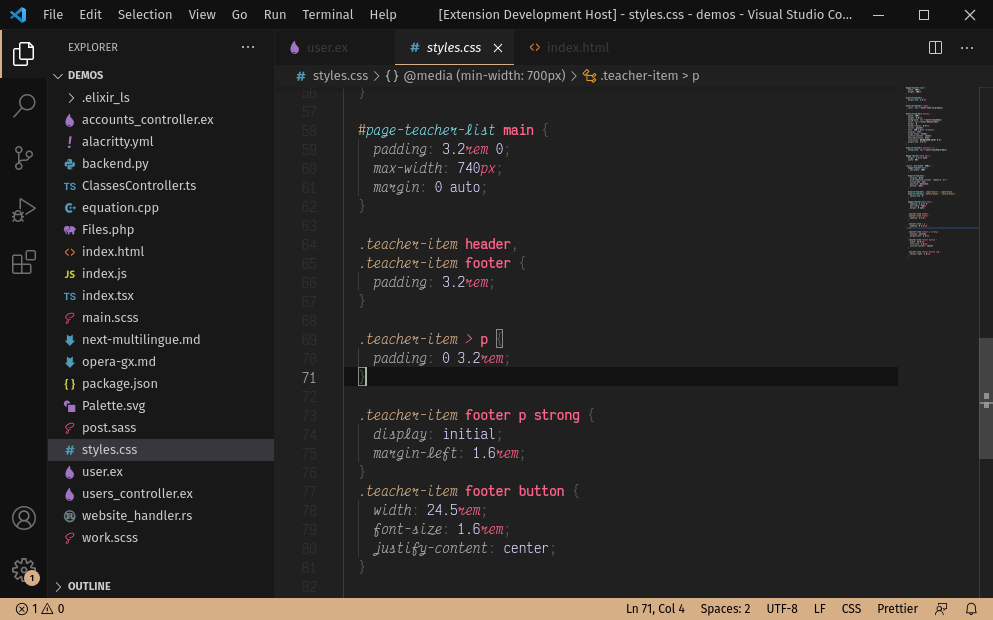 File Edit Selection View Go Run Terminal Help [Extension Development Host] - styles.css - demos - Visual Studio Co...
EXPLORER
user.ex
# styles.css
<> index.html
DEMOS
# styles.css > {} @media (min-width: 700px) > .teacher-item > p
.elixir_ls
accounts_controller.ex
! alacritty.yml
backend.py
TS ClassesController.ts
equation.cpp
Files.php
<> index.html
JS index.js
TS index.tsx
main.scss
next-multilingue.md
opera-gx.md
{} package.json
Palette.svg
post.sass
# styles.css
user.ex
users_controller.ex
website_handler.rs
work.scss
OUTLINE
1
56 }
57
58 #page-teacher-list main {
59 padding: 3.2rem 0;
60 max-width: 740px;
61 margin: 0 auto;
62 }
63
64 .teacher-item header,
65 .teacher-item footer {
66 padding: 3.2rem;
67 }
68
69 .teacher-item > p {
70 padding: 0 3.2rem;
71 }
72
73 .teacher-item footer p strong {
74 display: initial;
75 margin-left: 1.6rem;
76 }
77 .teacher-item footer button {
78 width: 24.5rem;
79 font-size: 1.6rem;
80 justify-content: center;
81 }
82
1 0 Ln 71, Col 4 Spaces: 2 UTF-8 LF CSS Prettier